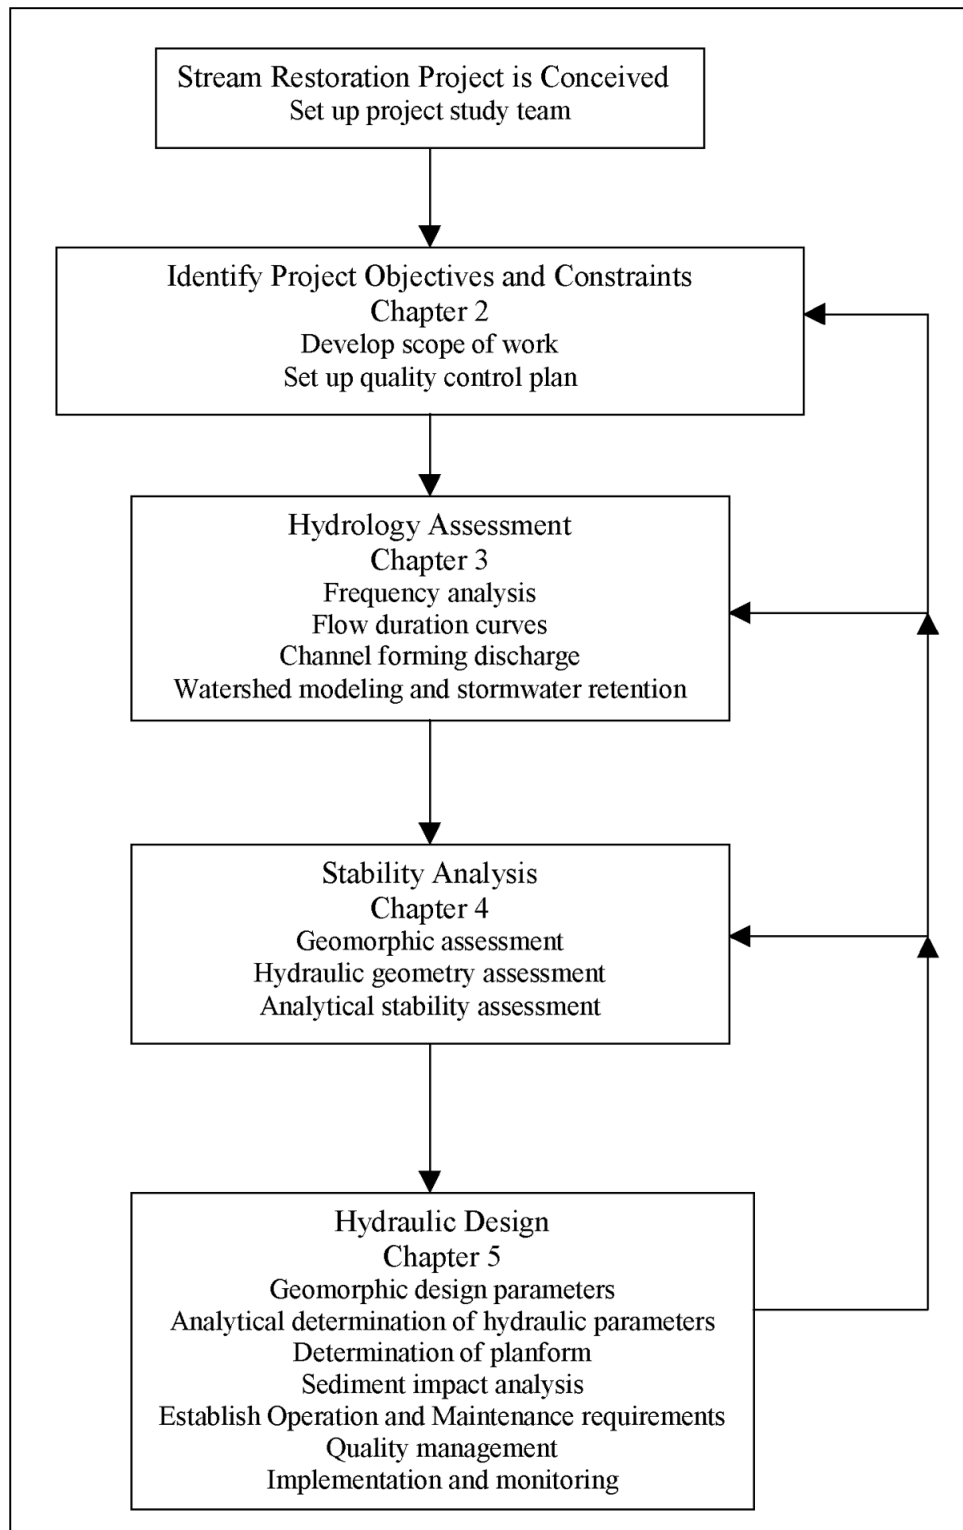 Stream Restoration Project is Conceived
Set up project study team
Identify Project Objectives and Constraints
Chapter 2
Develop scope of work
Set up quality control plan
Hydrology Assessment
Chapter 3
Frequency analysis
Flow duration curves
Channel forming discharge
Watershed modeling and stormwater retention
Stability Analysis
Chapter 4
Geomorphic assessment
Hydraulic geometry assessment
Analytical stability assessment
Hydraulic Design
Chapter 5
Geomorphic design parameters
Analytical determination of hydraulic parameters
Determination of planform
Sediment impact analysis
Establish Operation and Maintenance requirements
Quality management
Implementation and monitoring